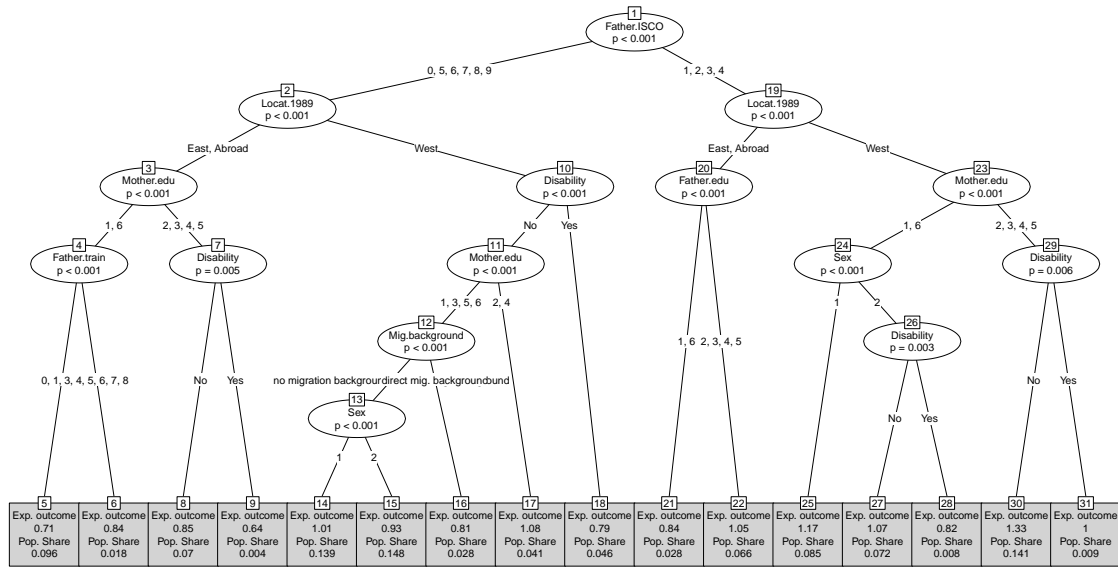 1
Father.ISCO
p < 0.001
0, 5, 6, 7, 8, 9
1, 2, 3, 4
2
Locat.1989
p < 0.001
19
Locat.1989
p < 0.001
East, Abroad
West
East, Abroad
West
3
Mother.edu
p < 0.001
10
Disability
p < 0.001
20
Father.edu
p < 0.001
23
Mother.edu
p < 0.001
1, 6
2, 3, 4, 5
No
Yes
1, 6
2, 3, 4, 5
4
Father.train
p < 0.001
7
Disability
p = 0.005
11
Mother.edu
p < 0.001
24
Sex
p < 0.001
29
Disability
p = 0.006
1, 3, 5, 6
2, 4
1
2
12
Mig.background
p < 0.001
26
Disability
p = 0.003
1, 6
2, 3, 4, 5
0, 1, 3, 4, 5, 6, 7, 8
No
Yes
no migration background
direct mig. background
No
Yes
13
Sex
p < 0.001
No
Yes
1
2
5
Exp. outcome
0.71
Pop. Share
0.096
6
Exp. outcome
0.84
Pop. Share
0.018
8
Exp. outcome
0.85
Pop. Share
0.07
9
Exp. outcome
0.64
Pop. Share
0.004
14
Exp. outcome
1.01
Pop. Share
0.139
15
Exp. outcome
0.93
Pop. Share
0.148
16
Exp. outcome
0.81
Pop. Share
0.028
17
Exp. outcome
1.08
Pop. Share
0.041
18
Exp. outcome
0.79
Pop. Share
0.046
21
Exp. outcome
0.84
Pop. Share
0.028
22
Exp. outcome
1.05
Pop. Share
0.066
25
Exp. outcome
1.17
Pop. Share
0.085
27
Exp. outcome
1.07
Pop. Share
0.072
28
Exp. outcome
0.82
Pop. Share
0.008
30
Exp. outcome
1.33
Pop. Share
0.141
31
Exp. outcome
1
Pop. Share
0.009